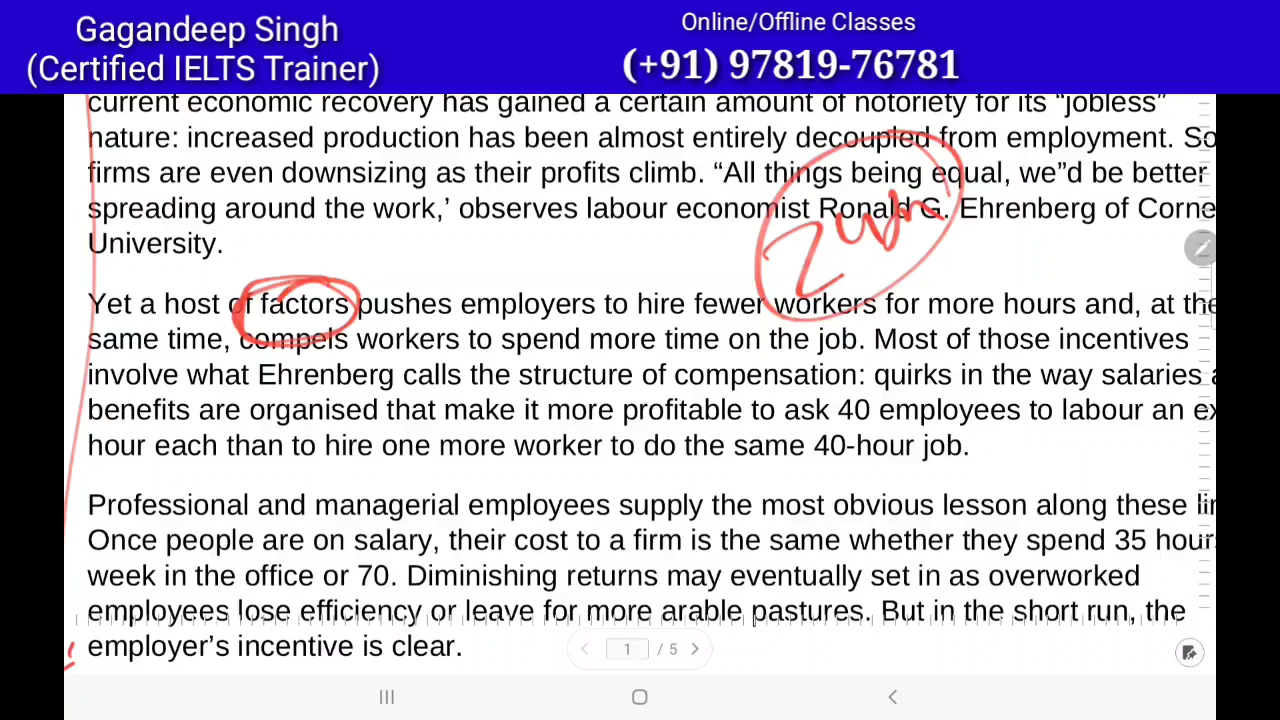 Gagandeep Singh
(Certified IELTS Trainer)
Online/Offline Classes
(+91) 97819-76781
current economic recovery has gained a certain amount of notoriety for its “jobless”
nature: increased production has been almost entirely decoupled from employment. So
firms are even downsizing as their profits climb. “All things being equal, we”d be better
spreading around the work,’ observes labour economist Ronald G. Ehrenberg of Corne
University.
Yet a host of factors pushes employers to hire fewer workers for more hours and, at the
same time, compels workers to spend more time on the job. Most of those incentives
involve what Ehrenberg calls the structure of compensation: quirks in the way salaries a
benefits are organised that make it more profitable to ask 40 employees to labour an ex
hour each than to hire one more worker to do the same 40-hour job.
Professional and managerial employees supply the most obvious lesson along these lin
Once people are on salary, their cost to a firm is the same whether they spend 35 hour
week in the office or 70. Diminishing returns may eventually set in as overworked
employees lose efficiency or leave for more arable pastures. But in the short run, the
employer’s incentive is clear.
1 / 5